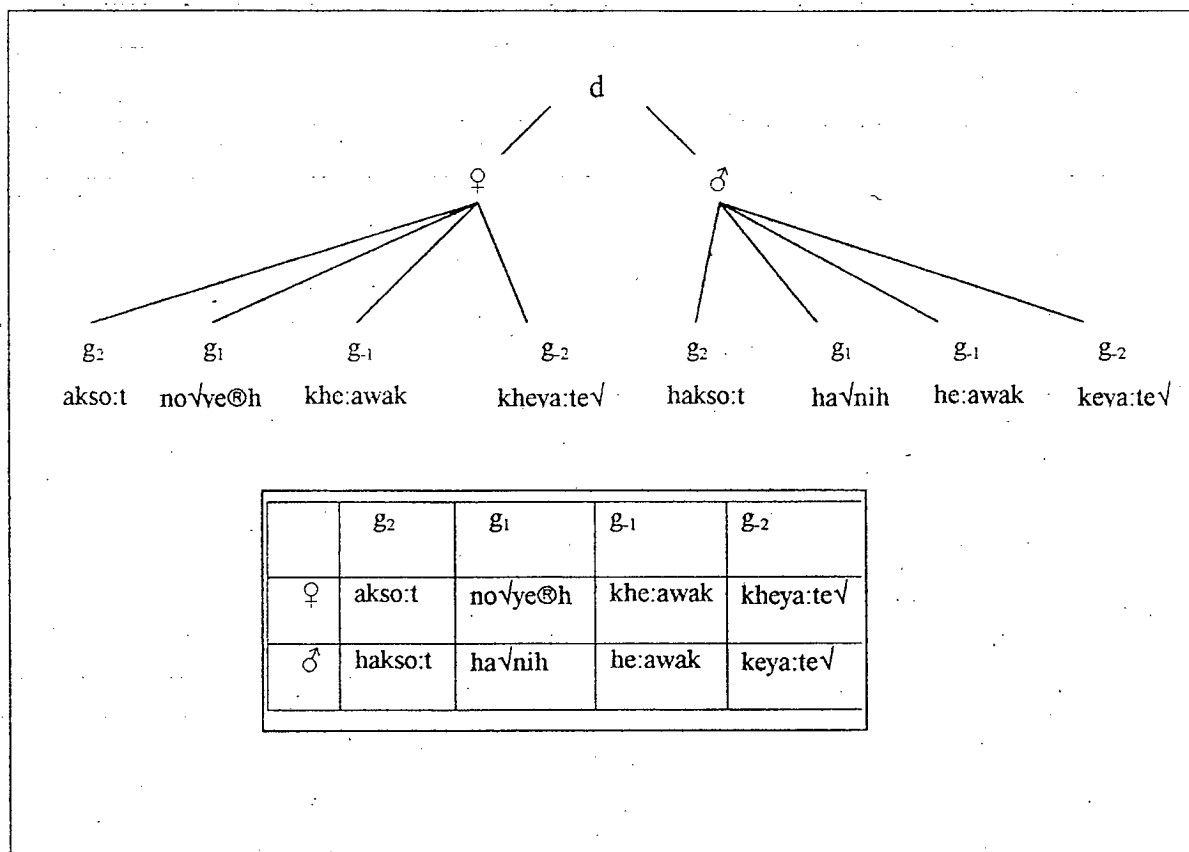 d
♀ ♂
g₂ g₁ g₋₁ g₋₂ g₂ g₁ g₋₁ g₋₂
akso:t no√ye®h khe:awak kheya:te√ hakso:t ha√nih he:awak keya:te√
g₂ g₁ g₋₁ g₋₂
♀ akso:t no√ye®h khe:awak kheya:te√
♂ hakso:t ha√nih he:awak keya:te√